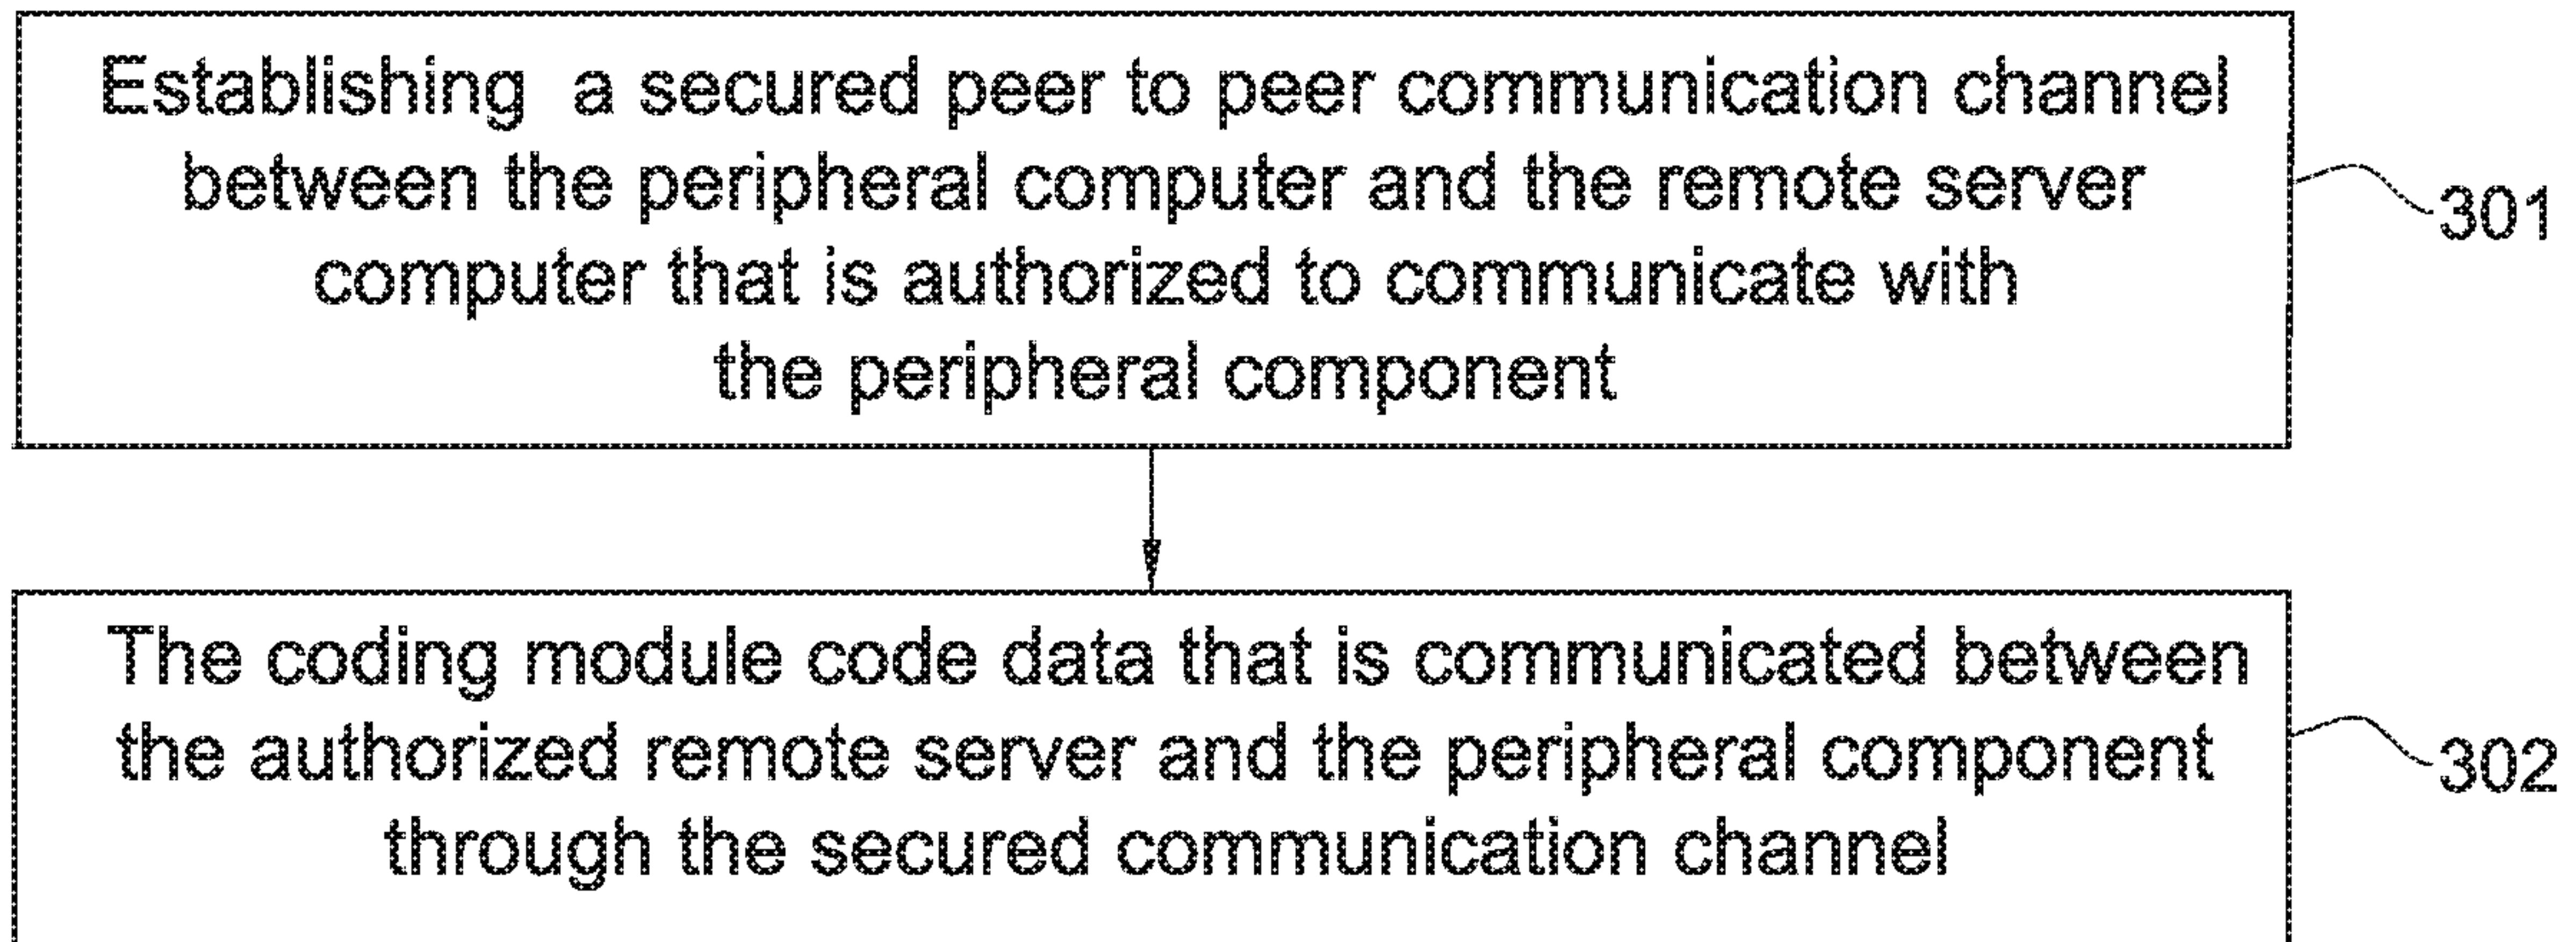 Establishing a secured peer to peer communication channel
between the peripheral computer and the remote server
computer that is authorized to communicate with
the peripheral component
301
The coding module code data that is communicated between
the authorized remote server and the peripheral component
through the secured communication channel
302